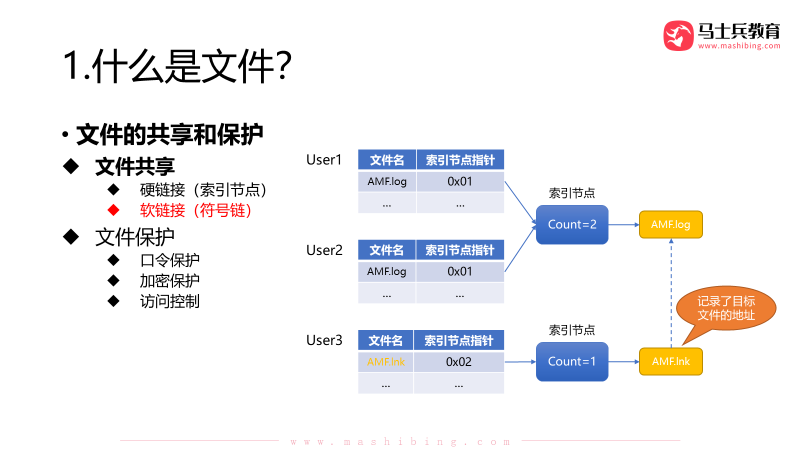 马士兵教育
www.mashibing.com
1.什么是文件?
• 文件的共享和保护
◆ 文件共享
◆ 硬链接（索引节点）
◆ 软链接（符号链）
◆ 文件保护
◆ 口令保护
◆ 加密保护
◆ 访问控制
User1
文件名 索引节点指针
AMF.log 0x01
... ...
User2
文件名 索引节点指针
AMF.log 0x01
... ...
User3
文件名 索引节点指针
AMF.lnk 0x02
... ...
索引节点
Count=2
AMF.log
索引节点
Count=1
AMF.lnk
记录了目标
文件的地址
www.mashibing.com